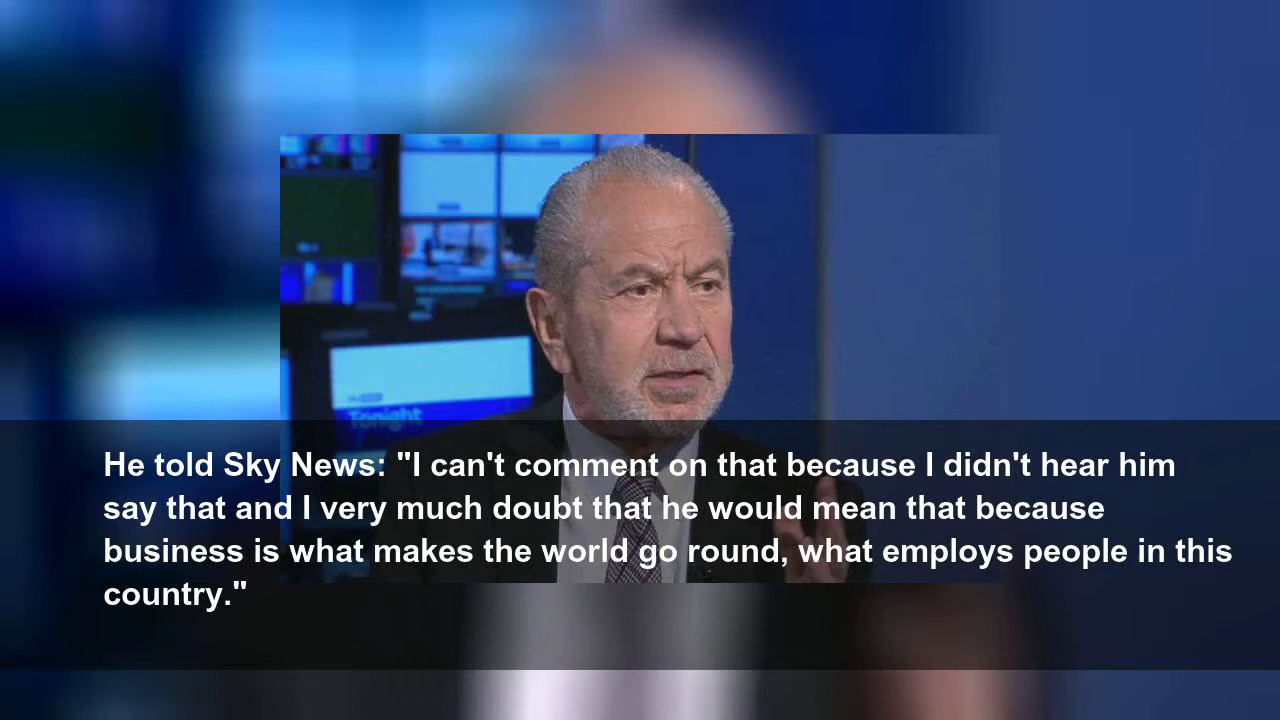 Tonight
He told Sky News: "I can't comment on that because I didn't hear him
say that and I very much doubt that he would mean that because
business is what makes the world go round, what employs people in this
country."